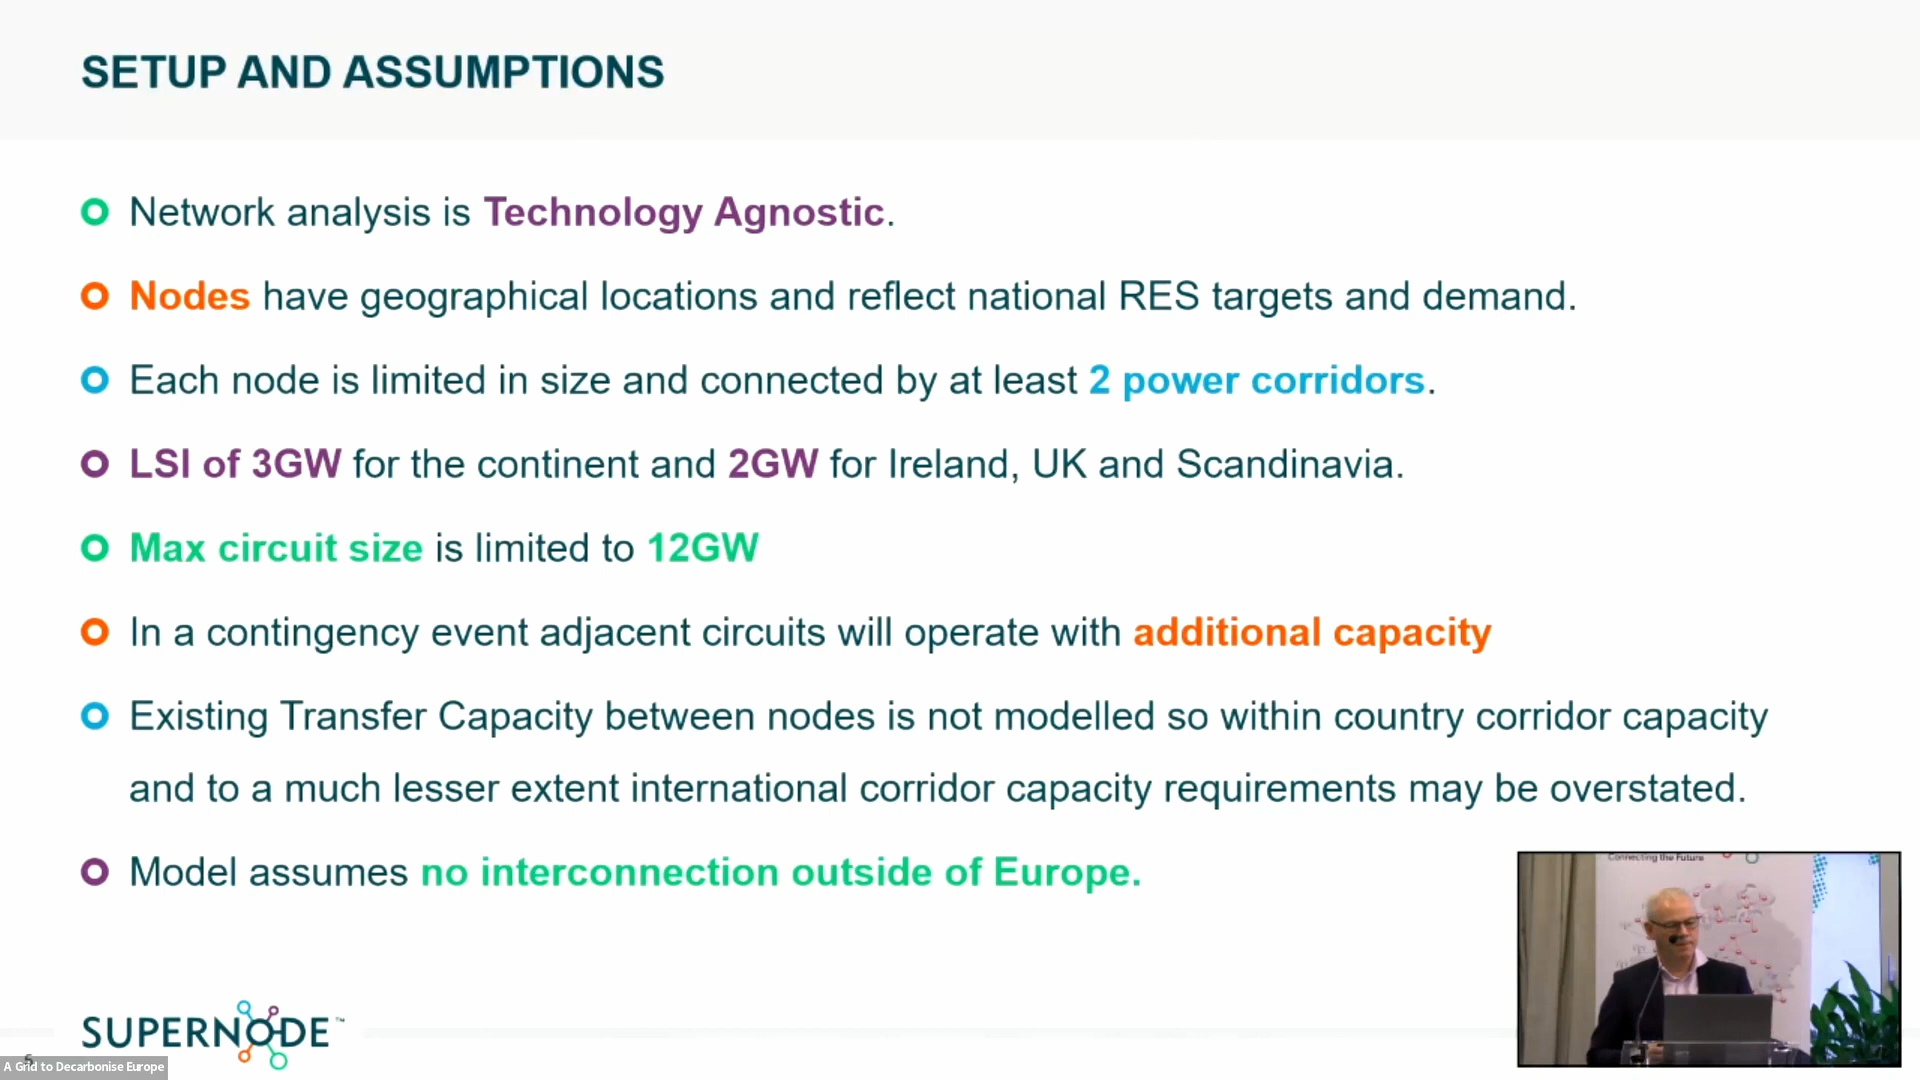 SETUP AND ASSUMPTIONS
Network analysis is Technology Agnostic.
Nodes have geographical locations and reflect national RES targets and demand.
Each node is limited in size and connected by at least 2 power corridors.
LSI of 3GW for the continent and 2GW for Ireland, UK and Scandinavia.
Max circuit size is limited to 12GW
In a contingency event adjacent circuits will operate with additional capacity
Existing Transfer Capacity between nodes is not modelled so within country corridor capacity
and to a much lesser extent international corridor capacity requirements may be overstated.
Model assumes no interconnection outside of Europe.
Connecting the Future
SUPERNODE™
5
A Grid to Decarbonise Europe